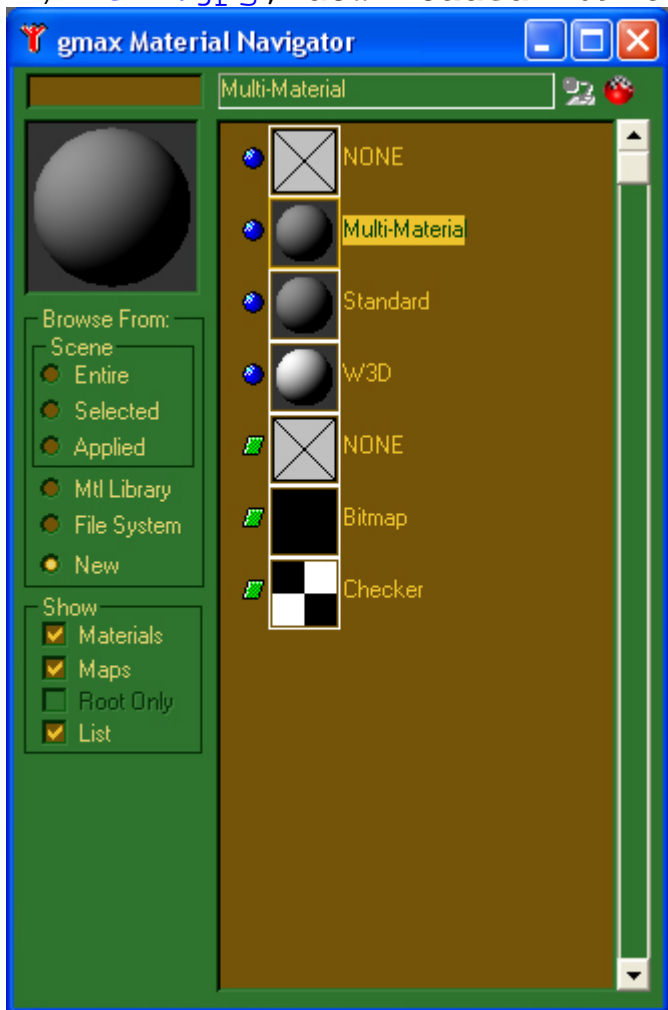 gmax Material Navigator
Multi-Material
NONE
Multi-Material
Standard
W3D
NONE
Bitmap
Checker
Browse From:
Scene
Entire
Selected
Applied
Mtl Library
File System
New
Show
Materials
Maps
Root Only
List